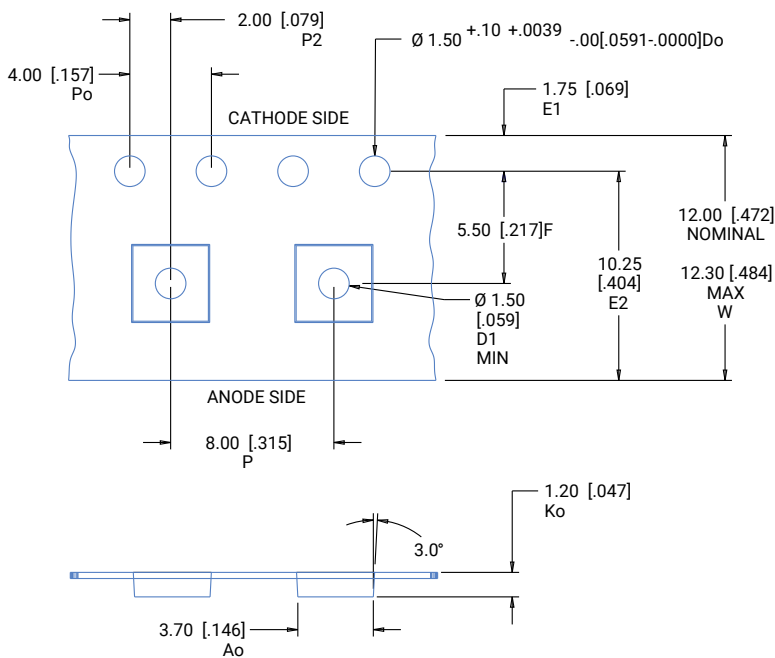 2.00 [.079]
P2
Ø 1.50 +.10 +.0039 -.00[.0591-.0000]Do
4.00 [.157]
Po
1.75 [.069]
E1
CATHODE SIDE
5.50 [.217]F
12.00 [.472]
NOMINAL
12.30 [.484]
MAX
W
10.25
[.404]
E2
Ø 1.50
[.059]
D1
MIN
ANODE SIDE
8.00 [.315]
P
1.20 [.047]
Ko
3.0°
3.70 [.146]
Ao